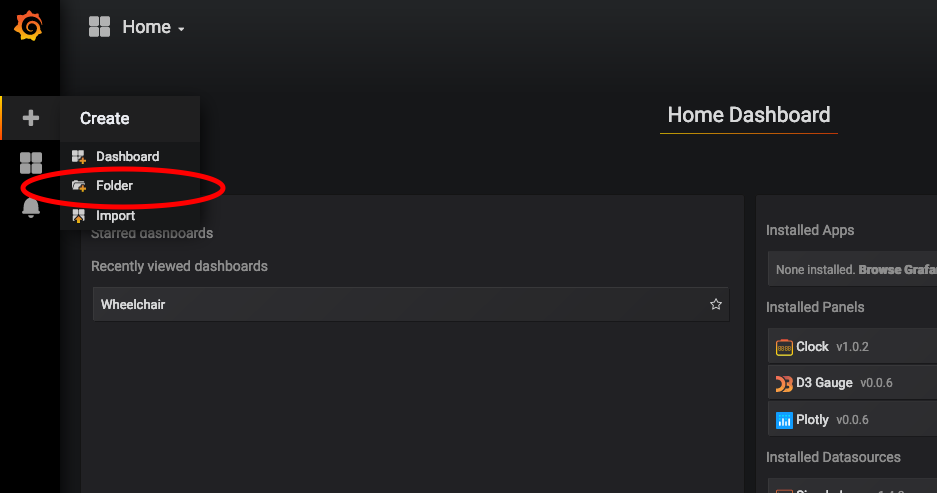 Home
Create
Home Dashboard
Dashboard
Folder
Import
Starred dashboards
Recently viewed dashboards
Wheelchair
Installed Apps
None installed. Browse
Installed Panels
Clock v1.0.2
D3 Gauge v0.0.6
Plotly v0.0.6
Installed Datasources